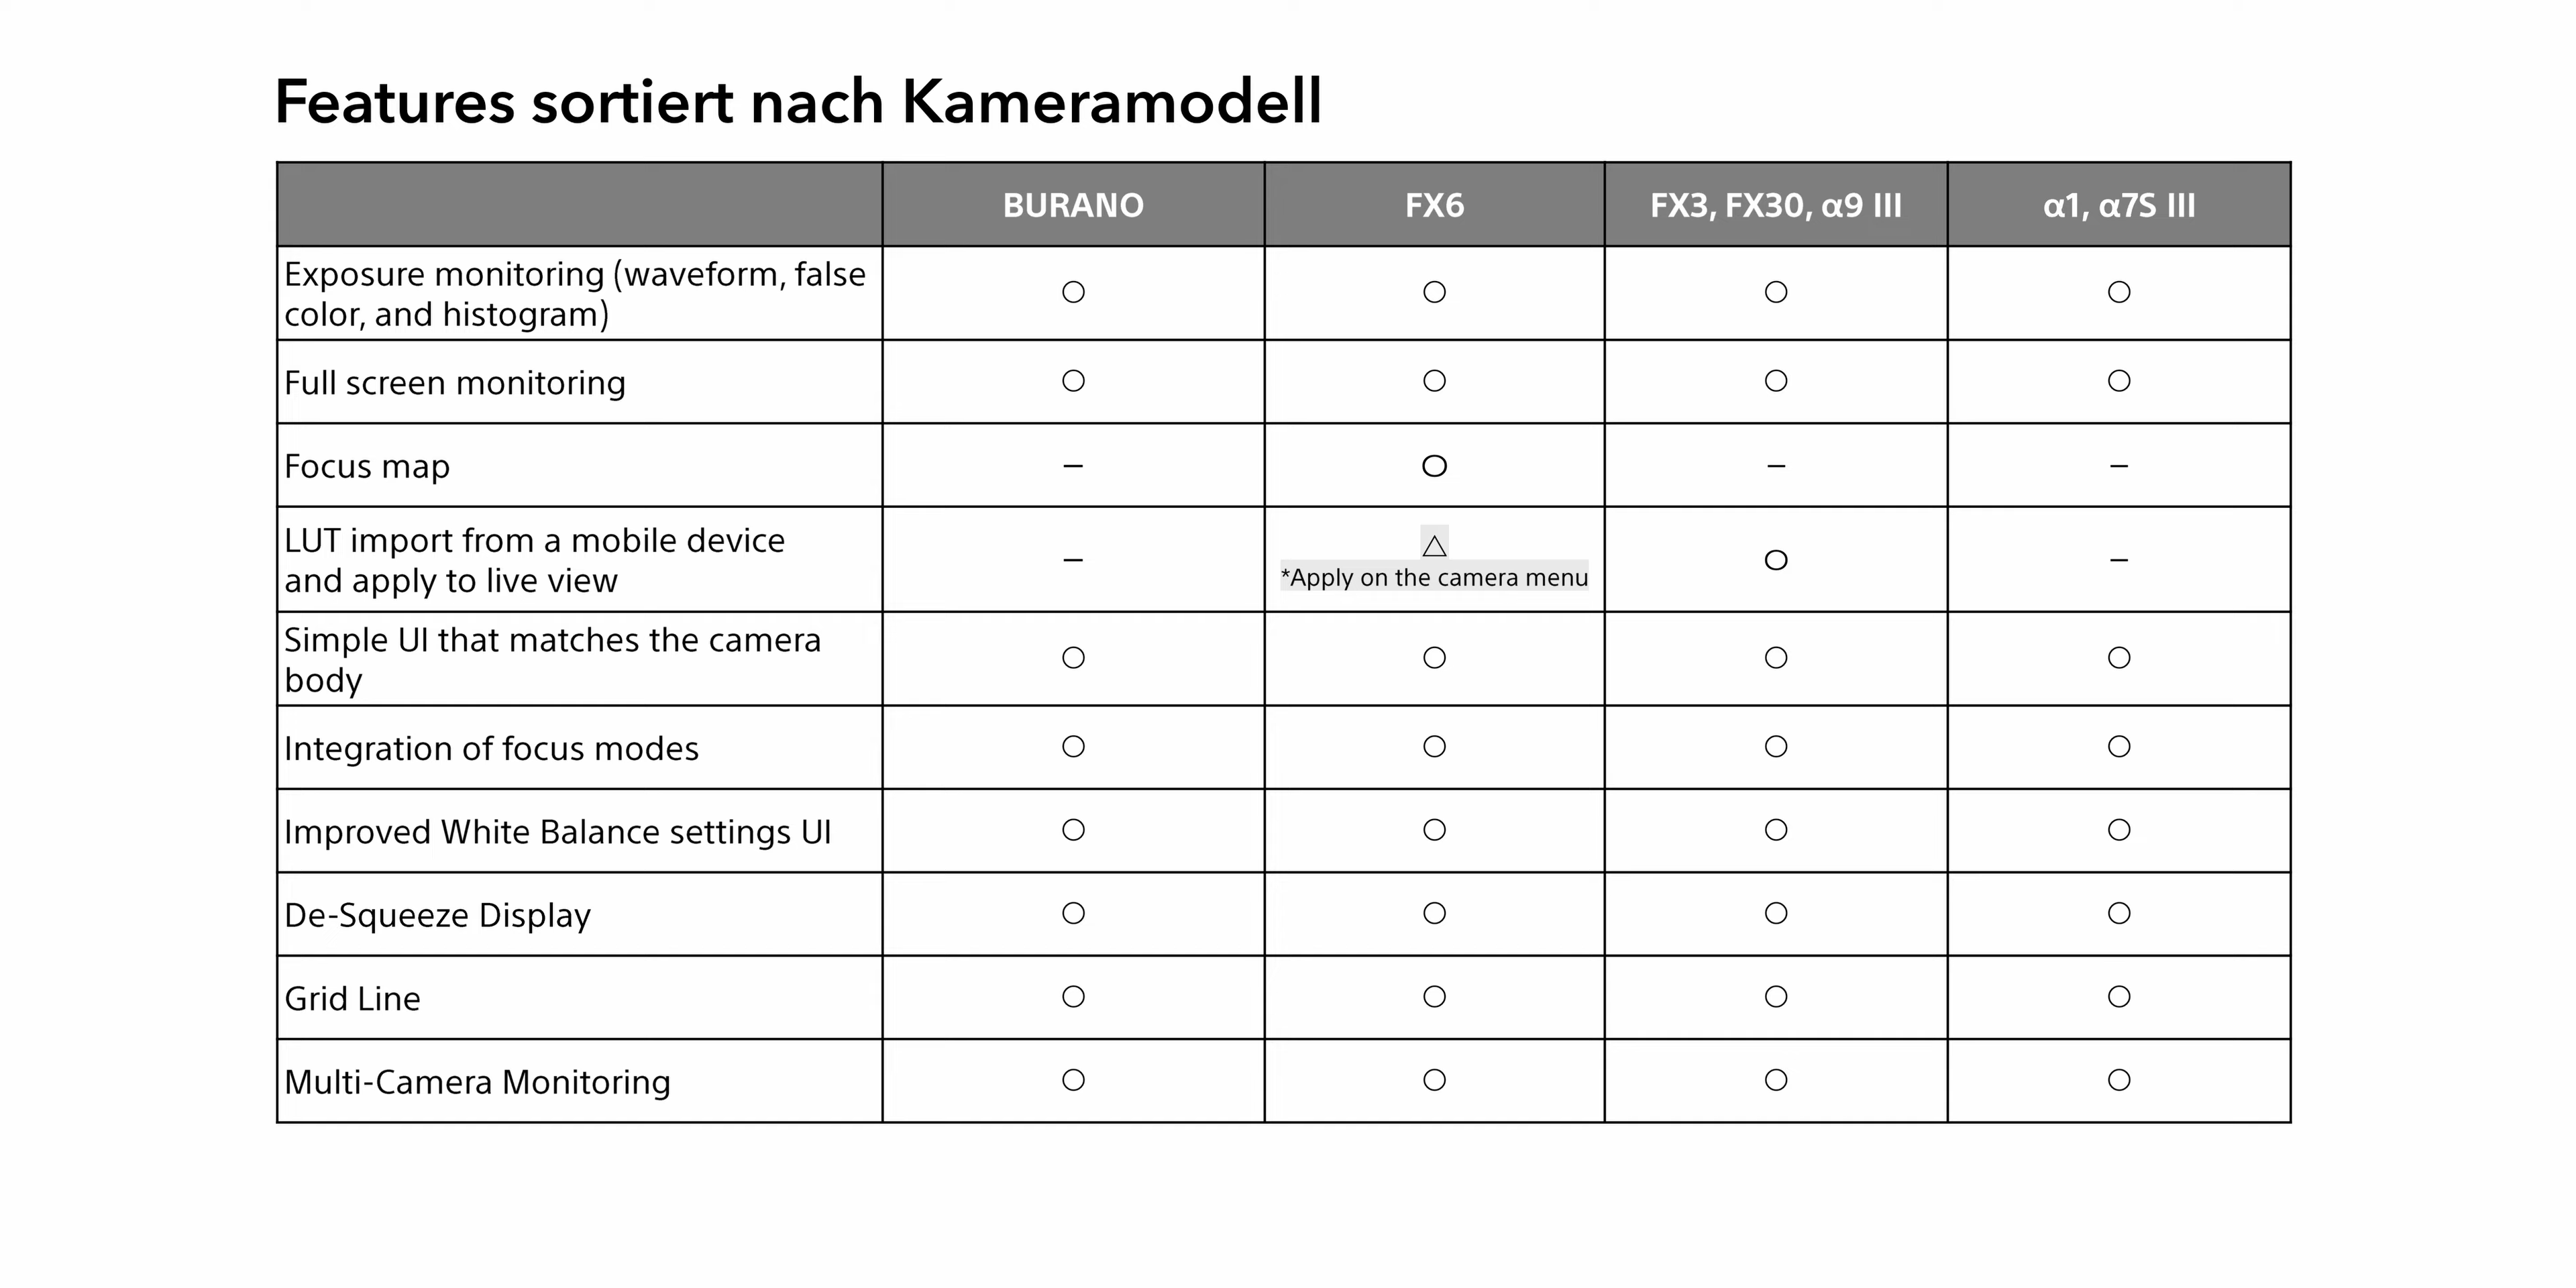 Features sortiert nach Kameramodell
BURANO FX6 FX3, FX30, α9 III α1, α7S III
Exposure monitoring (waveform, false
color, and histogram) ○ ○ ○ ○
Full screen monitoring ○ ○ ○ ○
Focus map – ○ – –
LUT import from a mobile device
and apply to live view – △ ○ –
*Apply on the camera menu
Simple UI that matches the camera
body ○ ○ ○ ○
Integration of focus modes ○ ○ ○ ○
Improved White Balance settings UI ○ ○ ○ ○
De-Squeeze Display ○ ○ ○ ○
Grid Line ○ ○ ○ ○
Multi-Camera Monitoring ○ ○ ○ ○